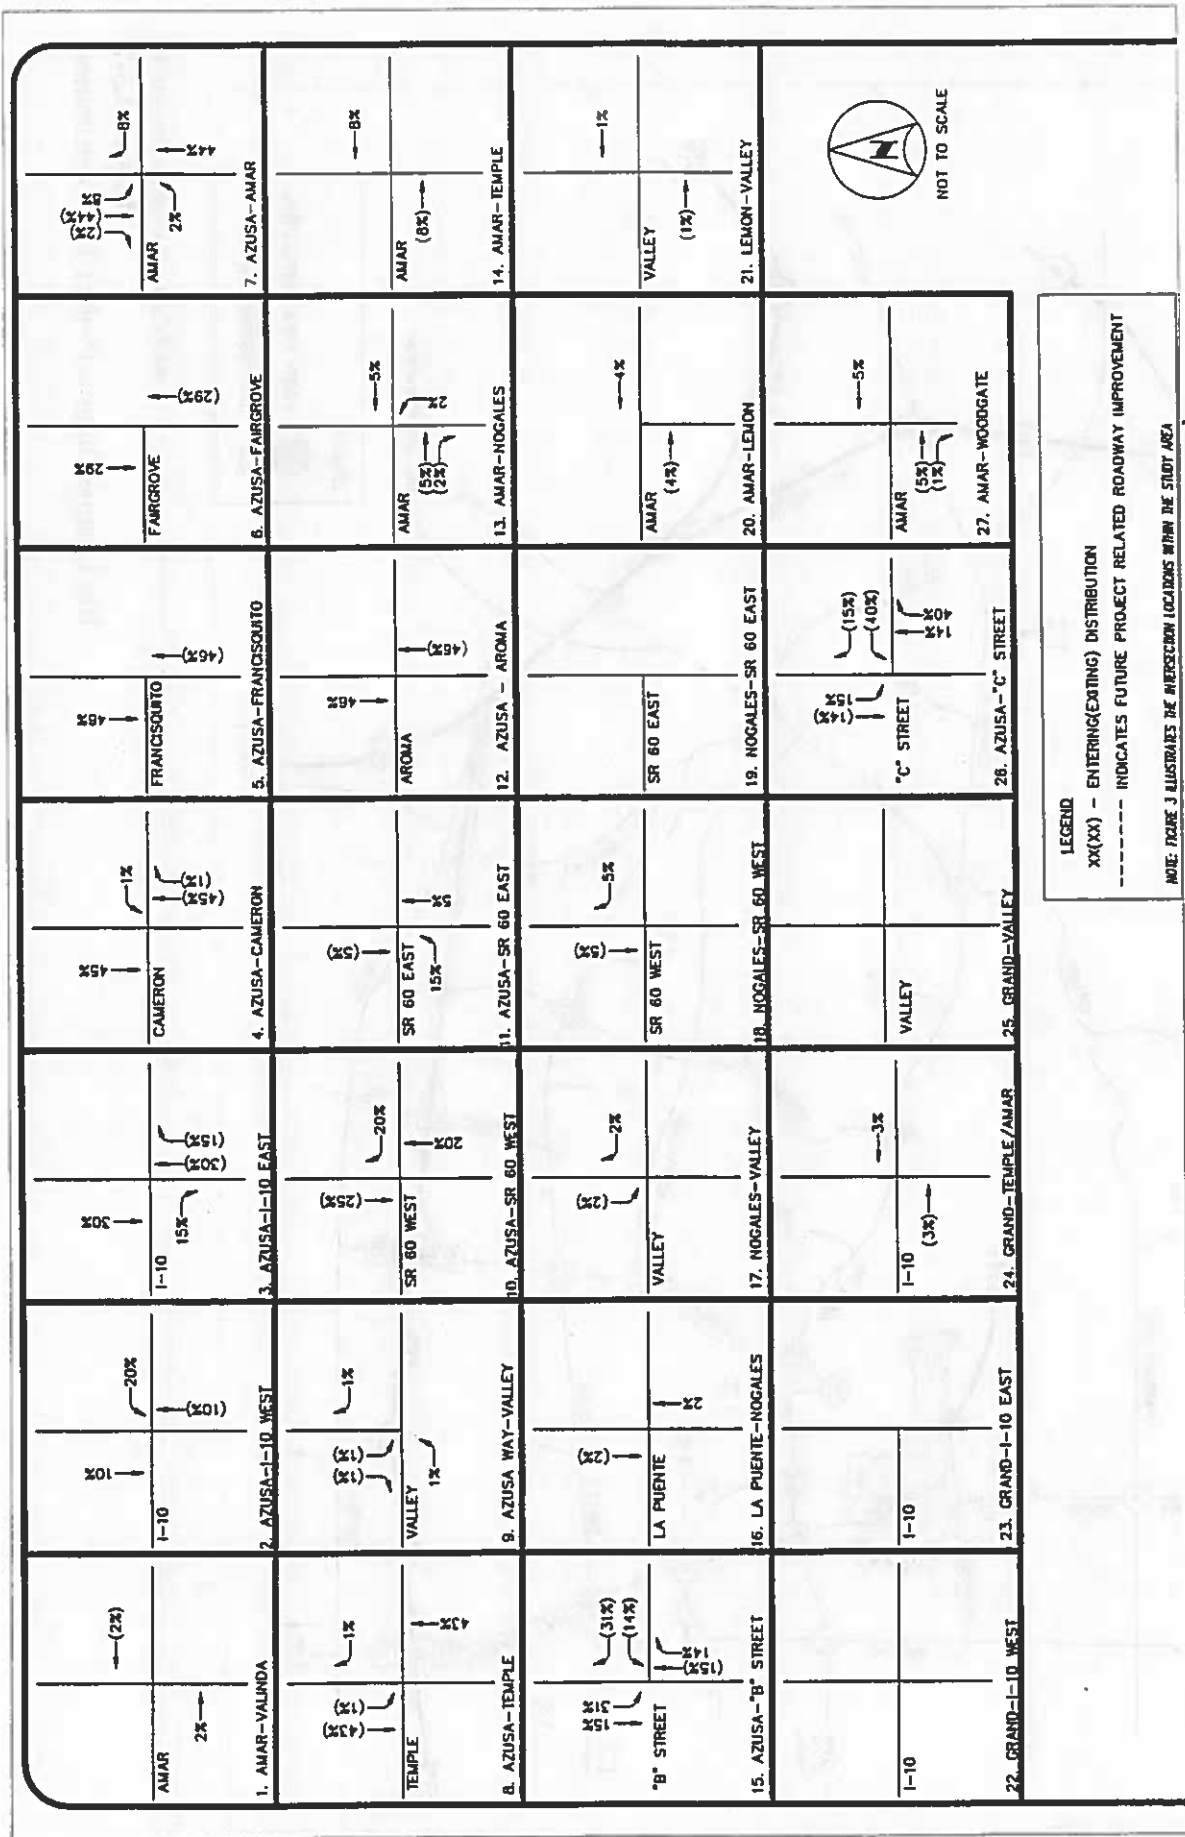 AMAR
(2%)
2%
1. AMAR-VALINDA
10%
20%
I-10
(10%)
2. AZUSA-I-10 WEST
30%
I-10
15%
(30%)
(15%)
3. AZUSA-I-10 EAST
45%
1%
CAMERON
(45%)
(1%)
4. AZUSA-CAMERON
46%
FRANCISQUITO
(46%)
5. AZUSA-FRANCISQUITO
29%
FAIRGROVE
(29%)
6. AZUSA-FAIRGROVE
(2%)
(44%)
8%
AMAR
2%
44%
7. AZUSA-AMAR
(43%)
(1%)
1%
TEMPLE
43%
8. AZUSA-TEMPLE
(1%)
(1%)
1%
VALLEY
1%
9. AZUSA WAY-VALLEY
(25%)
20%
SR 60 WEST
20%
10. AZUSA-SR 60 WEST
(5%)
SR 60 EAST
15%
5%
11. AZUSA-SR 60 EAST
46%
AROMA
(46%)
12. AZUSA - AROMA
5%
AMAR
(5%)
(2%)
2%
13. AMAR-NOGALES
8%
AMAR
(8%)
14. AMAR-TEMPLE
15%
31%
(31%)
(14%)
"B" STREET
(15%)
14%
15. AZUSA-"B" STREET
(2%)
LA PUENTE
2%
16. LA PUENTE-NOGALES
(2%)
2%
VALLEY
17. NOGALES-VALLEY
(5%)
5%
SR 60 WEST
18. NOGALES-SR 60 WEST
SR 60 EAST
19. NOGALES-SR 60 EAST
4%
AMAR
(4%)
20. AMAR-LEMON
1%
VALLEY
(1%)
21. LEMON-VALLEY
I-10
22. GRAND-I-10 WEST
I-10
23. GRAND-I-10 EAST
3%
I-10
(3%)
24. GRAND-TEMPLE/AMAR
VALLEY
25. GRAND-VALLEY
(14%)
15%
(15%)
(40%)
"C" STREET
14%
40%
26. AZUSA-"C" STREET
5%
AMAR
(5%)
(1%)
27. AMAR-WOODGATE
N
NOT TO SCALE
LEGEND
XX(XX) - ENTERING(EXITING) DISTRIBUTION
------ INDICATES FUTURE PROJECT RELATED ROADWAY IMPROVEMENT
NOTE: FIGURE 3 ILLUSTRATES THE INTERSECTION LOCATIONS WITHIN THE STUDY AREA